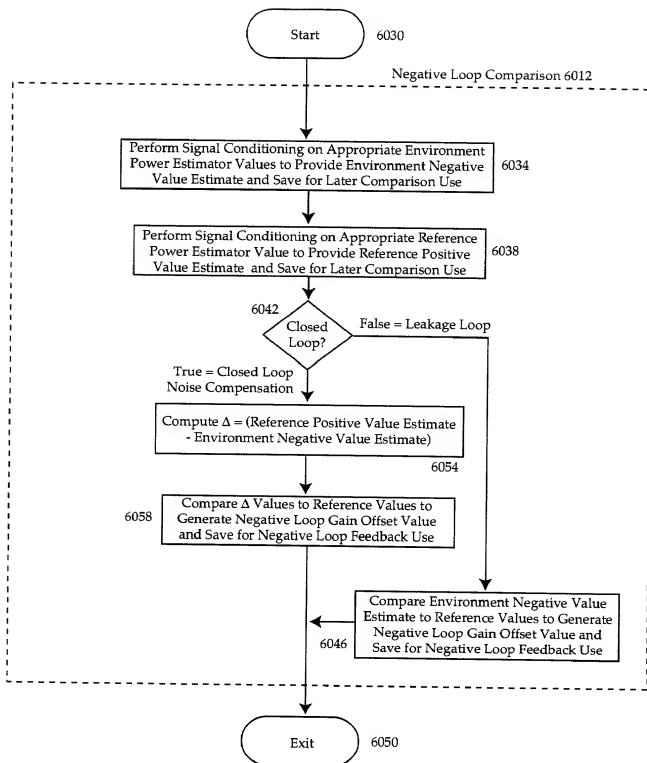 Start
6030
Negative Loop Comparison 6012
Perform Signal Conditioning on Appropriate Environment
Power Estimator Values to Provide Environment Negative
Value Estimate and Save for Later Comparison Use
6034
Perform Signal Conditioning on Appropriate Reference
Power Estimator Value to Provide Reference Positive
Value Estimate and Save for Later Comparison Use
6038
6042
Closed
Loop?
False = Leakage Loop
True = Closed Loop
Noise Compensation
Compute Δ = (Reference Positive Value Estimate
- Environment Negative Value Estimate)
6054
6058
Compare Δ Values to Reference Values to
Generate Negative Loop Gain Offset Value
and Save for Negative Loop Feedback Use
Compare Environment Negative Value
Estimate to Reference Values to Generate
Negative Loop Gain Offset Value and
Save for Negative Loop Feedback Use
6046
Exit
6050